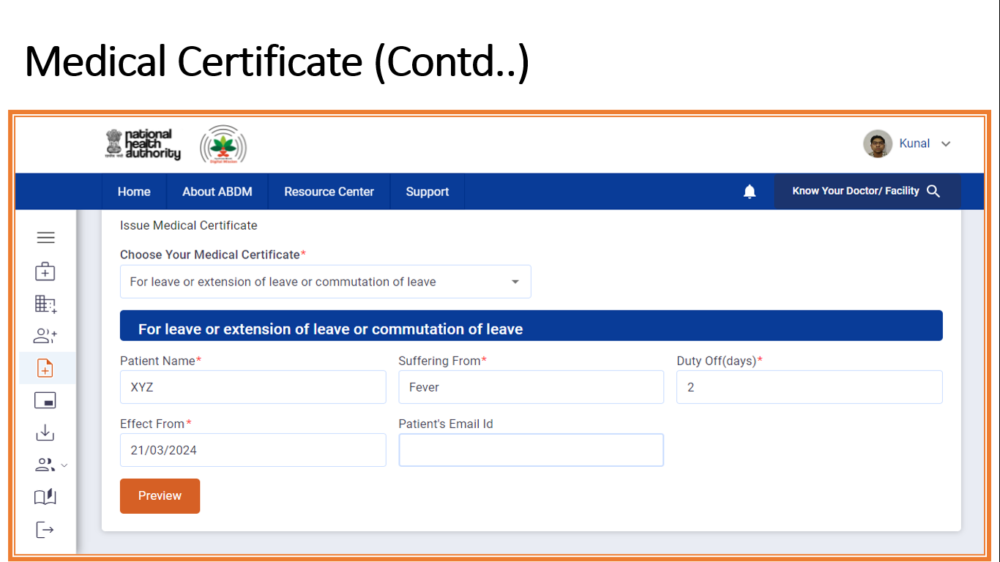 Medical Certificate (Contd..)
national
health
authority
Digital Mission
Kunal
Home About ABDM Resource Center Support Know Your Doctor/ Facility
Issue Medical Certificate
Choose Your Medical Certificate*
For leave or extension of leave or commutation of leave
For leave or extension of leave or commutation of leave
Patient Name* Suffering From* Duty Off(days)*
XYZ Fever 2
Effect From* Patient's Email Id
21/03/2024
Preview